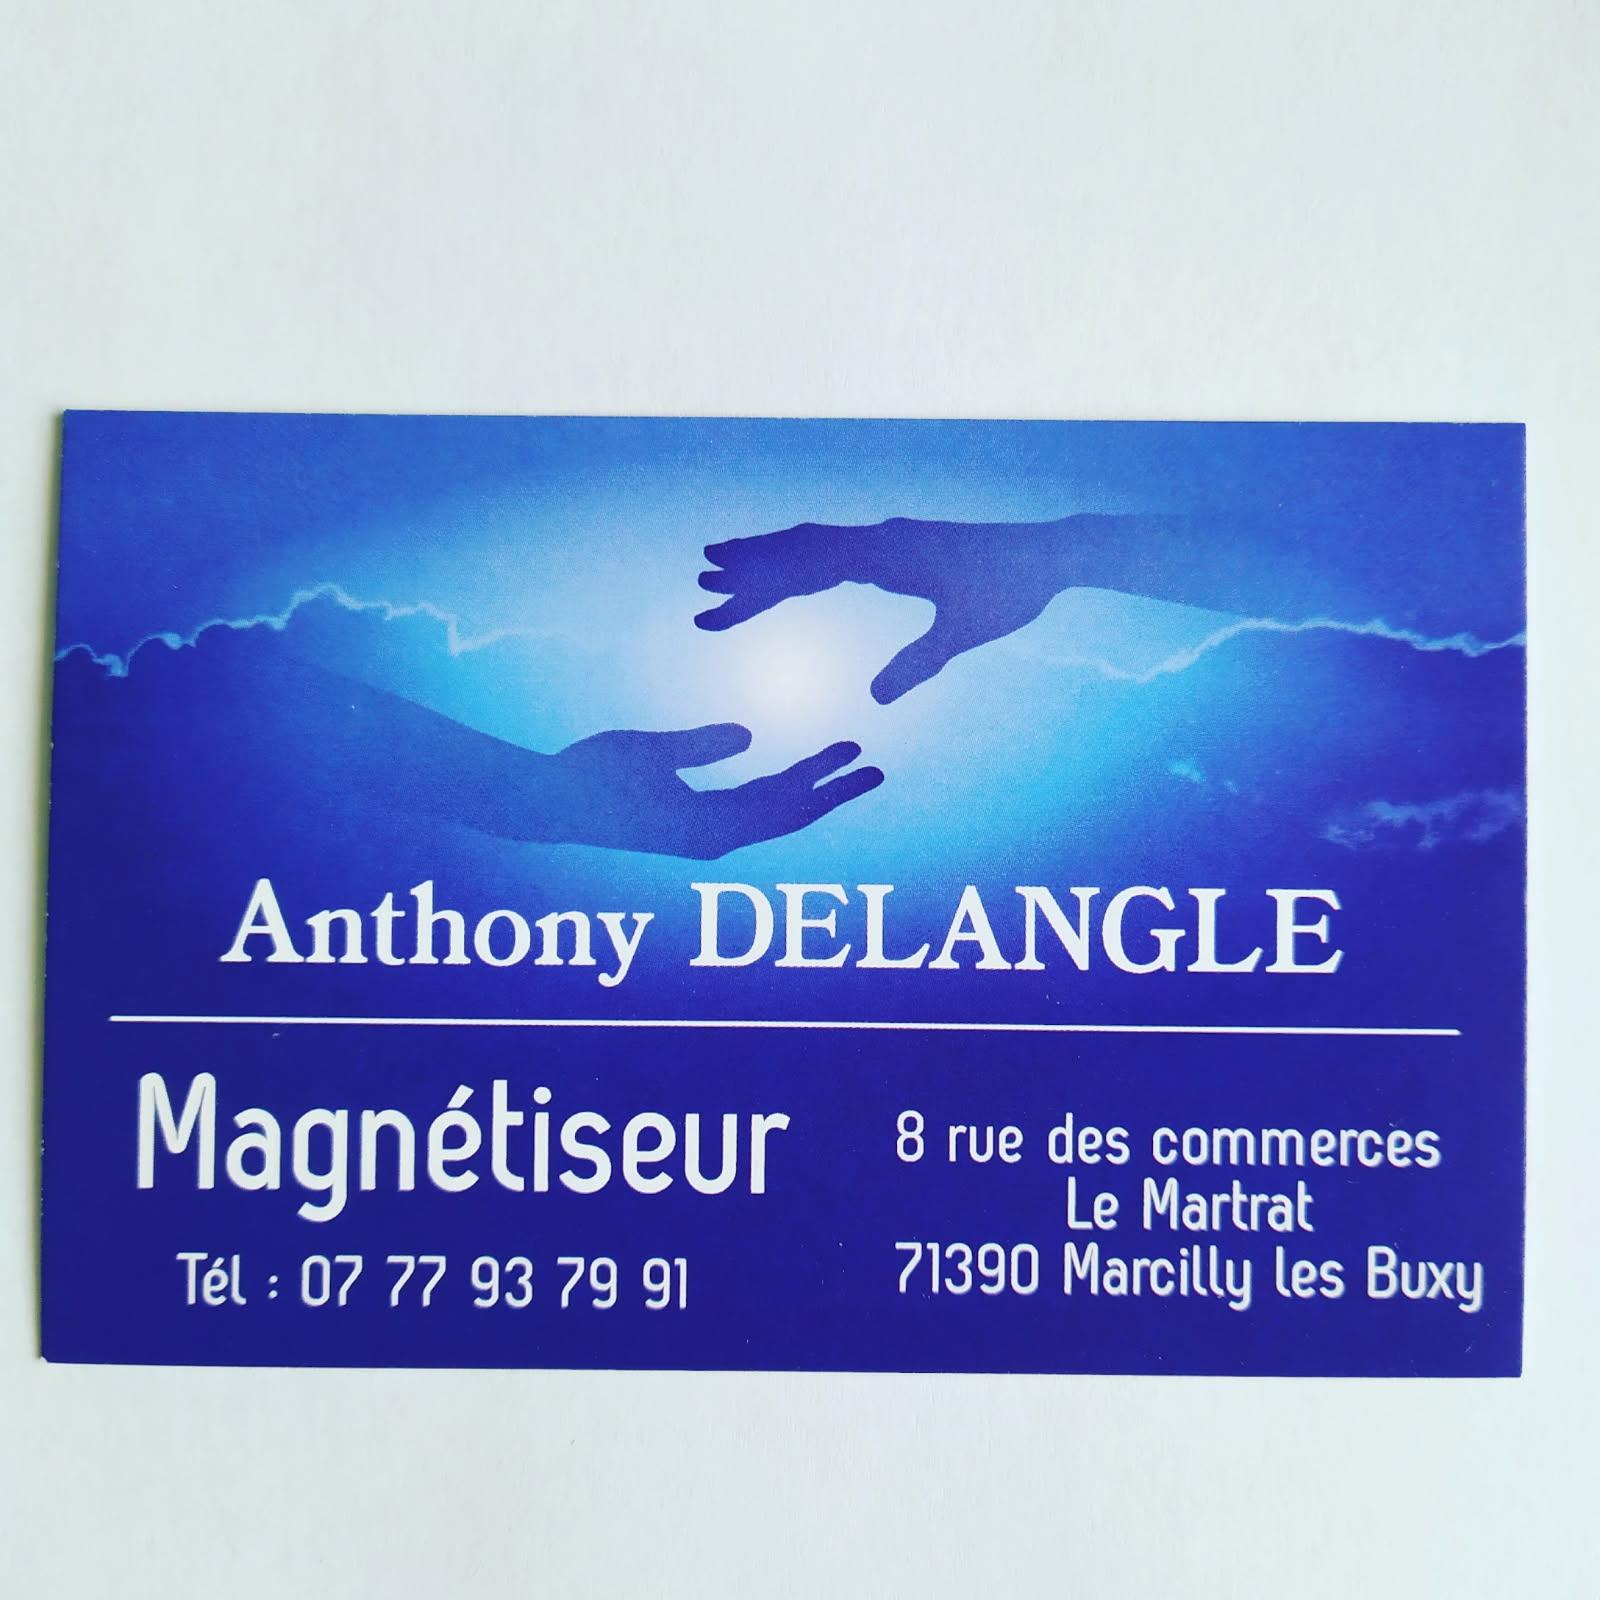 Anthony DELANGLE
Magnétiseur
Tél : 07 77 93 79 91
8 rue des commerces
Le Martrat
71390 Marcilly les Buxy